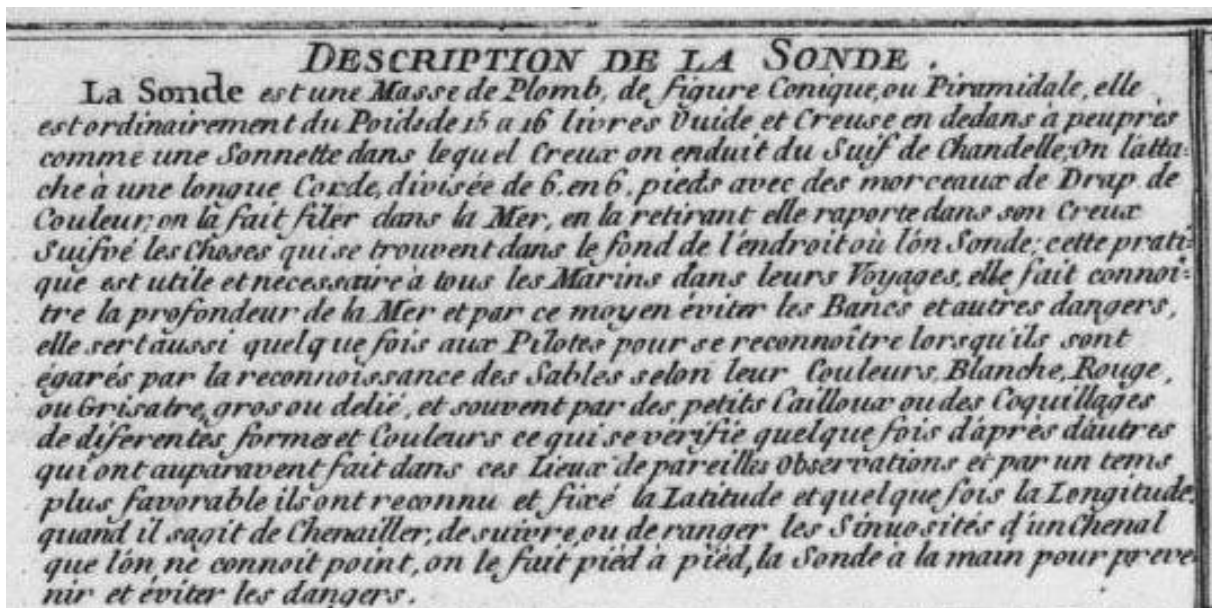 DESCRIPTION DE LA SONDE.
La Sonde est une Masse de Plomb, de figure Conique, ou Piramidale, elle
est ordinairement du Poids de 15 a 16 livres Vuide et Creuse en dedans à peuprès
comme une Sonnette dans lequel Creux on enduit du Suif de Chandelle; On l'atta-
che à une longue Corde, divisée de 6. en 6. pieds avec des morceaux de Drap de
Couleur; on là fait filer dans la Mer, en la retirant elle raporte dans son Creux
Suifvé les Choses qui se trouvent dans le fond de l'endroit où l'ón Sonde; cette prati-
que est utile et necessaire à tous les Marins dans leurs Voyages, elle fait connoi-
tre la profondeur de la Mer et par ce moyen éviter les Bancs et autres dangers,
elle sert aussi quelque fois aux Pilotes pour se reconnoître lorsqu'ils sont
égarés par la reconnoissance des Sables selon leur Couleurs, Blanche, Rouge,
ou Grisatre, gros ou delié, et souvent par des petits Cailloux ou des Coquillages
de diferentes formes et Couleurs ce qui se vérifie quelque fois d'après d'autres
qui ont auparavent fait dans ces Lieux de pareilles Observations et par un tems
plus favorable ils ont reconnu et fixé la Latitude et quelque fois la Longitude.
quand il sagit de Chenailler, de suivre, ou de ranger les Sinuosités d'un Chenal
que l'ón ne connoit point, on le fait pièd à pièd, la Sonde à la main pour preve
nir et éviter les dangers.